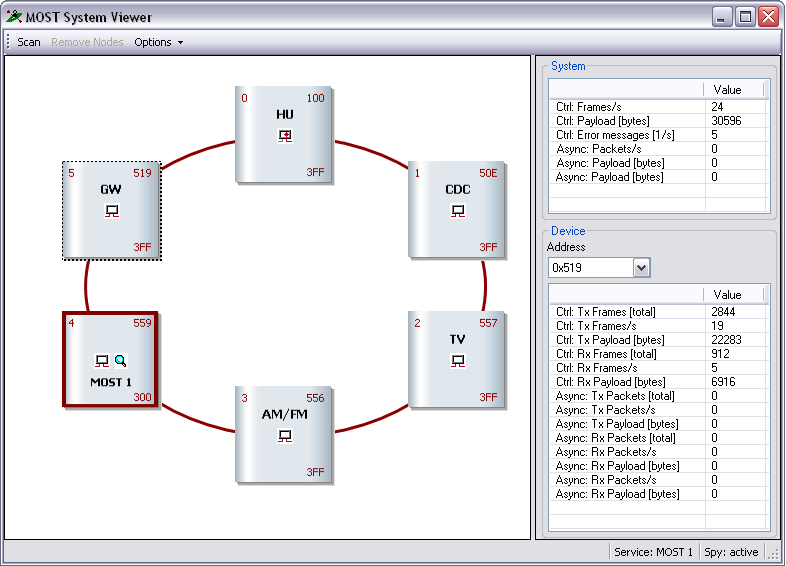 MOST System Viewer
Scan Remove Nodes Options
0 100
HU
3FF
5 519
GW
3FF
1 50E
CDC
3FF
4 559
MOST 1
300
2 557
TV
3FF
3 556
AM/FM
3FF
System
Value
Ctrl: Frames/s 24
Ctrl: Payload [bytes] 30596
Ctrl: Error messages [1/s] 5
Async: Packets/s 0
Async: Payload [bytes] 0
Async: Payload [bytes] 0
Device
Address
0x519
Value
Ctrl: Tx Frames [total] 2844
Ctrl: Tx Frames/s 19
Ctrl: Tx Payload [bytes] 22283
Ctrl: Rx Frames [total] 912
Ctrl: Rx Frames/s 5
Ctrl: Rx Payload [bytes] 6916
Async: Tx Packets [total] 0
Async: Tx Packets/s 0
Async: Tx Payload [bytes] 0
Async: Rx Packets [total] 0
Async: Rx Packets/s 0
Async: Rx Payload [bytes] 0
Async: Rx Packets/s 0
Async: Rx Payload [bytes] 0
Service: MOST 1 Spy: active